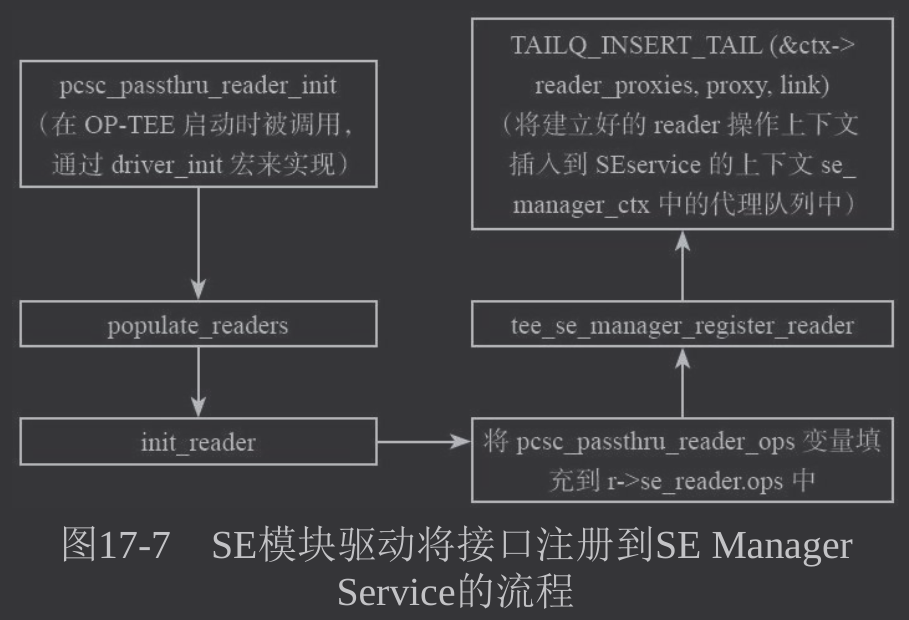 pcsc_passthru_reader_init
（在 OP-TEE 启动时被调用，
通过 driver_init 宏来实现）
populate_readers
init_reader
将 pcsc_passthru_reader_ops 变量填
充到 r->se_reader.ops 中
tee_se_manager_register_reader
TAILQ_INSERT_TAIL (&ctx->
reader_proxies, proxy, link)
（将建立好的 reader 操作上下文
插入到 SEservice 的上下文 se_
manager_ctx 中的代理队列中）
图17-7 SE模块驱动将接口注册到SE Manager
Service的流程